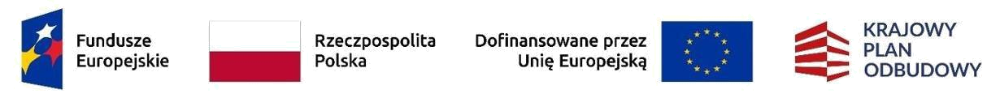 Fundusze
Europejskie
Rzeczpospolita
Polska
Dofinansowane przez
Unię Europejską
KRAJOWY
PLAN
ODBUDOWY